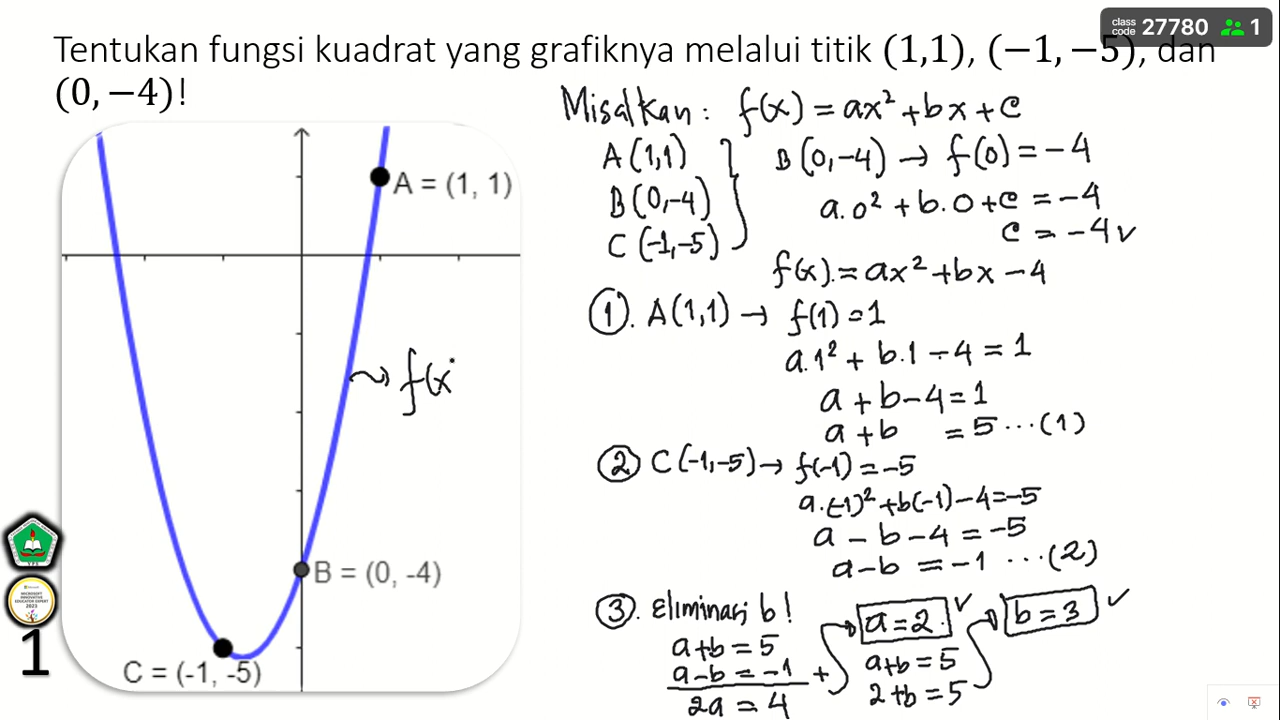 class code 27780 1
Tentukan fungsi kuadrat yang grafiknya melalui titik (1,1), (−1,−5), dan
(0,−4)!
A = (1, 1)
f(x
B = (0, -4)
C = (-1, -5)
1
Misalkan: f(x) = ax² + bx + c
A(1,1)
B(0,-4)
C(-1,-5)
B(0,-4) → f(0) = -4
a.0² + b.0 + c = -4
c = -4 ✓
f(x) = ax² + bx - 4
①. A(1,1) → f(1) = 1
a.1² + b.1 - 4 = 1
a + b - 4 = 1
a + b = 5 ...(1)
② C(-1,-5) → f(-1) = -5
a.(-1)² + b(-1) - 4 = -5
a - b - 4 = -5
a - b = -1 ...(2)
③. Eliminasi b!
a+b = 5
a-b = -1 +
2a = 4
a = 2. ✓
a+b = 5
2+b = 5
b = 3 ✓